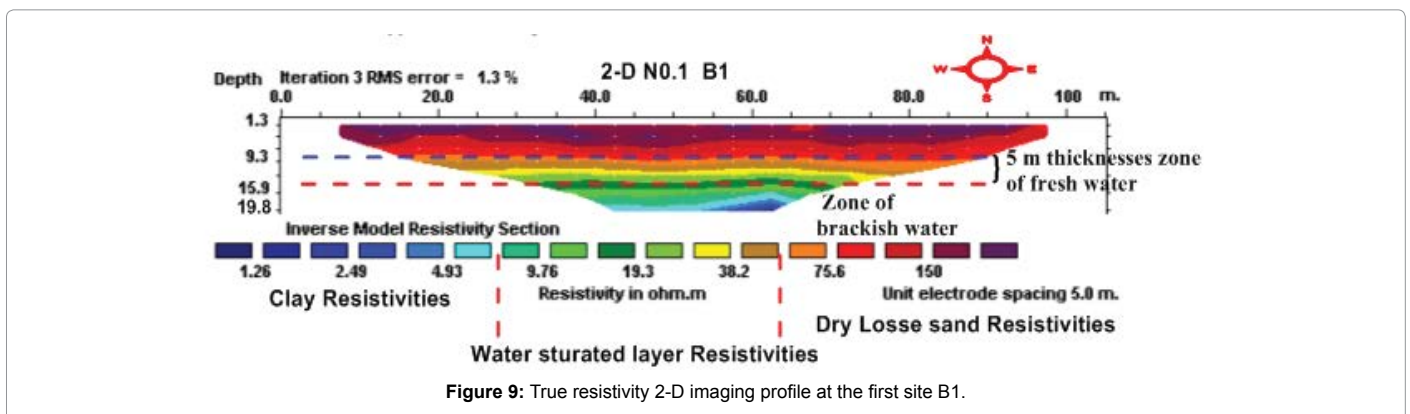 N
W E
S
2-D N0.1 B1
Depth Iteration 3 RMS error = 1.3 %
0.0 20.0 40.0 60.0 80.0 100 m.
1.3
9.3
5 m thicknesses zone
of fresh water
15.9
19.8
Zone of
brackish water
Inverse Model Resistivity Section
1.26 2.49 4.93 9.76 19.3 38.2 75.6 150
Clay Resistivities
Resistivity in ohm.m
Unit electrode spacing 5.0 m.
Dry Losse sand Resistivities
Water sturated layer Resistivities
Figure 9: True resistivity 2-D imaging profile at the first site B1.